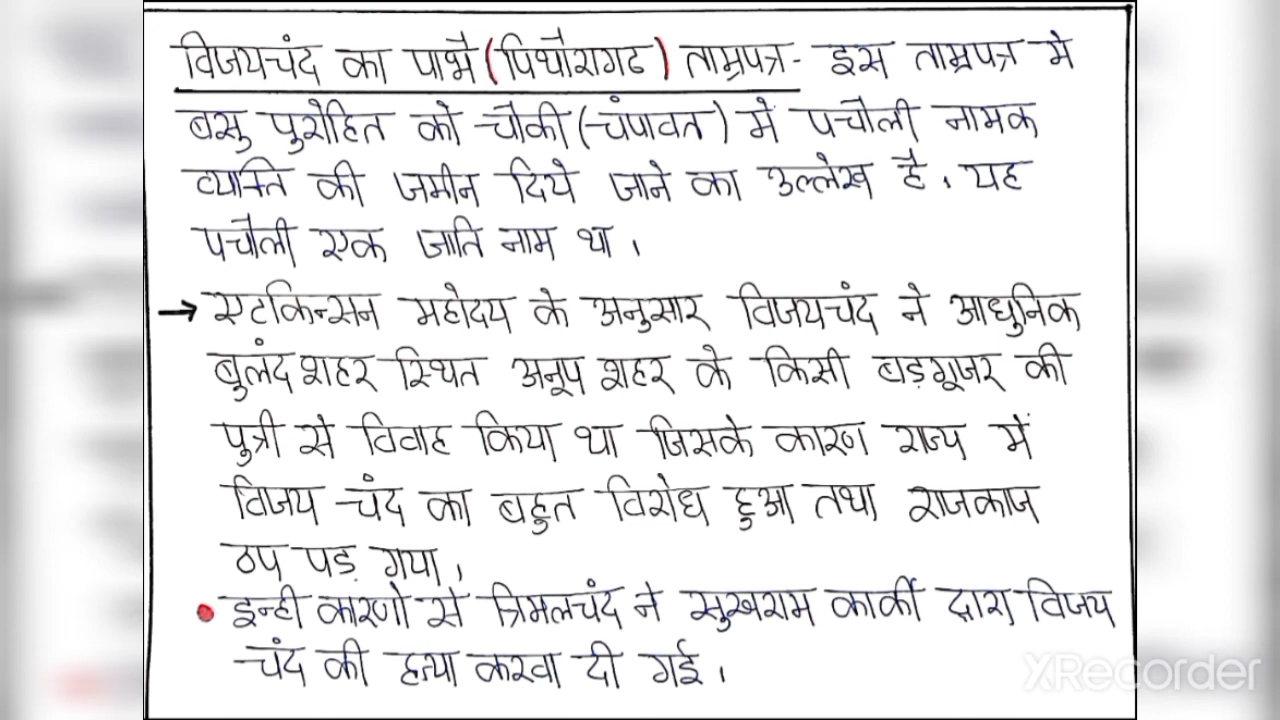 विजयचंद का पाभै (पिथौरागढ) ताम्रपत्र- इस ताम्रपत्र मे
बसु पुरोहित को चौकी (चंपावत) मे पचौली नामक
व्यक्ति की जमीन दिये जाने का उल्लेख है। यह
पचौली एक जाति नाम था।
→ एटकिन्सन महोदय के अनुसार विजयचंद ने आधुनिक
बुलंदशहर स्थित अनूप शहर के किसी बड़गूजर की
पुत्री से विवाह किया था जिसके कारण राज्य में
विजय चंद का बहुत विरोध हुआ तथा राजकाज
ठप पड़ गया।
• इन्ही कारणो से त्रिमलचंद ने सुखराम कार्की द्वारा विजय
चंद की हत्या करवा दी गई।
XRecorder